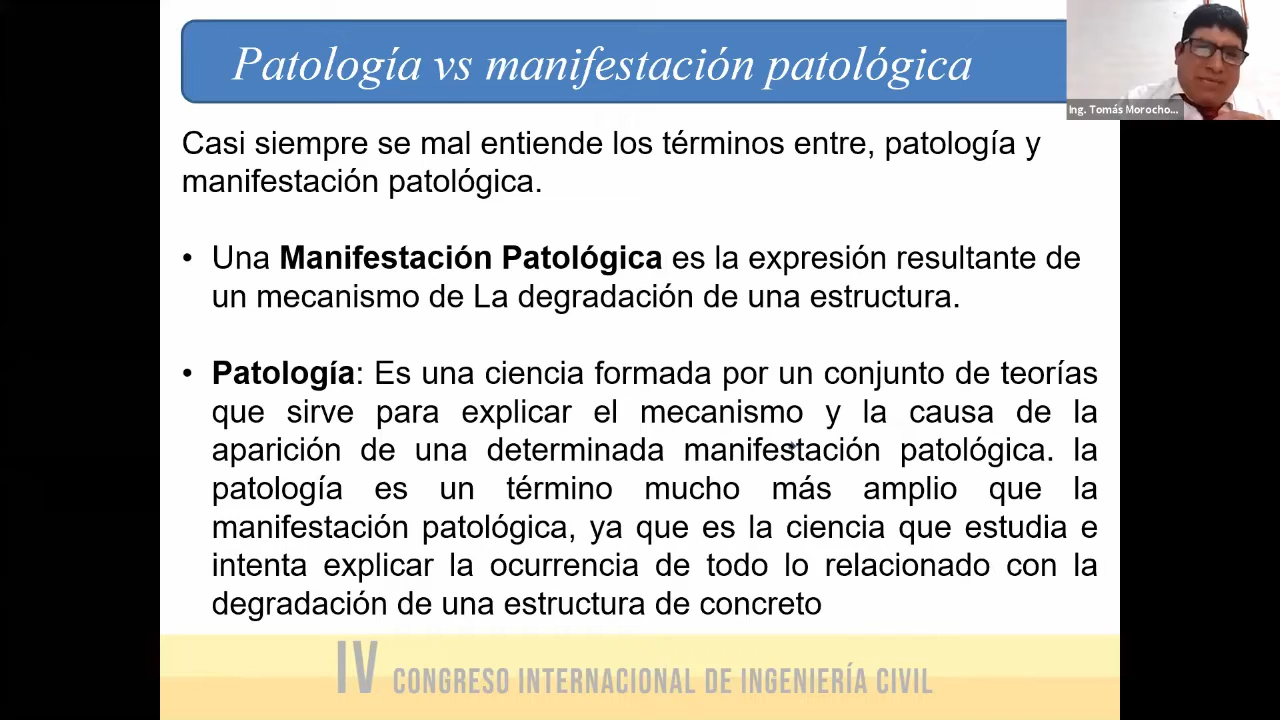 Patología vs manifestación patológica
Ing. Tomás Morocho...
Casi siempre se mal entiende los términos entre, patología y
manifestación patológica.
• Una Manifestación Patológica es la expresión resultante de
un mecanismo de La degradación de una estructura.
• Patología: Es una ciencia formada por un conjunto de teorías
que sirve para explicar el mecanismo y la causa de la
aparición de una determinada manifestación patológica. la
patología es un término mucho más amplio que la
manifestación patológica, ya que es la ciencia que estudia e
intenta explicar la ocurrencia de todo lo relacionado con la
degradación de una estructura de concreto
IV CONGRESO INTERNACIONAL DE INGENIERÍA CIVIL